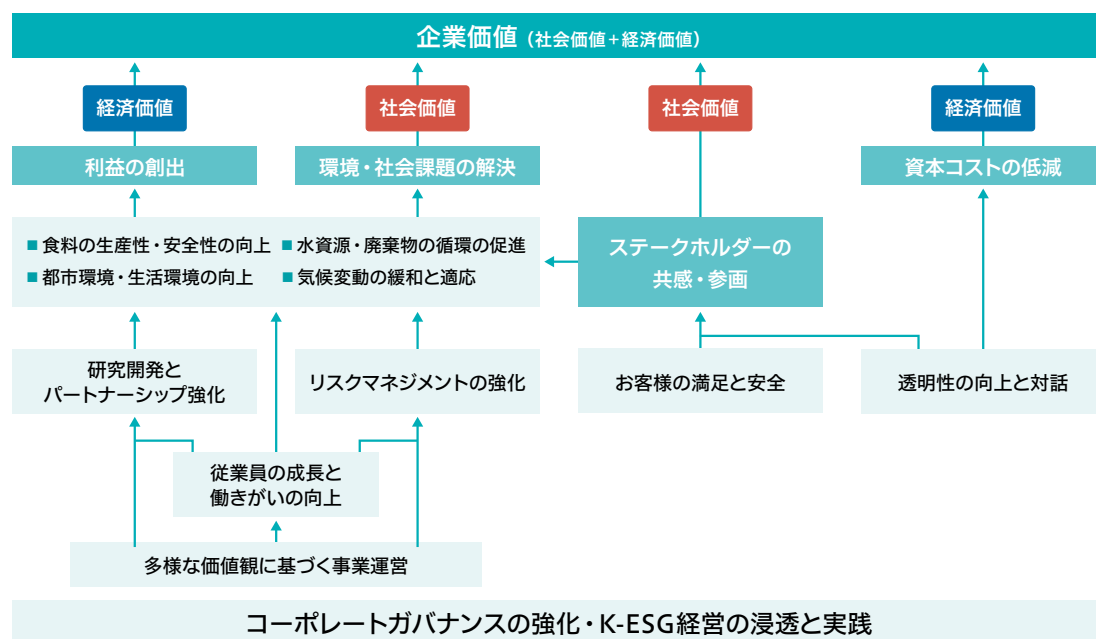 企業価値（社会価値＋経済価値）
経済価値
社会価値
社会価値
経済価値
利益の創出
環境・社会課題の解決
資本コストの低減
■ 食料の生産性・安全性の向上
■ 水資源・廃棄物の循環の促進
■ 都市環境・生活環境の向上
■ 気候変動の緩和と適応
ステークホルダーの
共感・参画
研究開発と
パートナーシップ強化
リスクマネジメントの強化
お客様の満足と安全
透明性の向上と対話
従業員の成長と
働きがいの向上
多様な価値観に基づく事業運営
コーポレートガバナンスの強化・K-ESG経営の浸透と実践